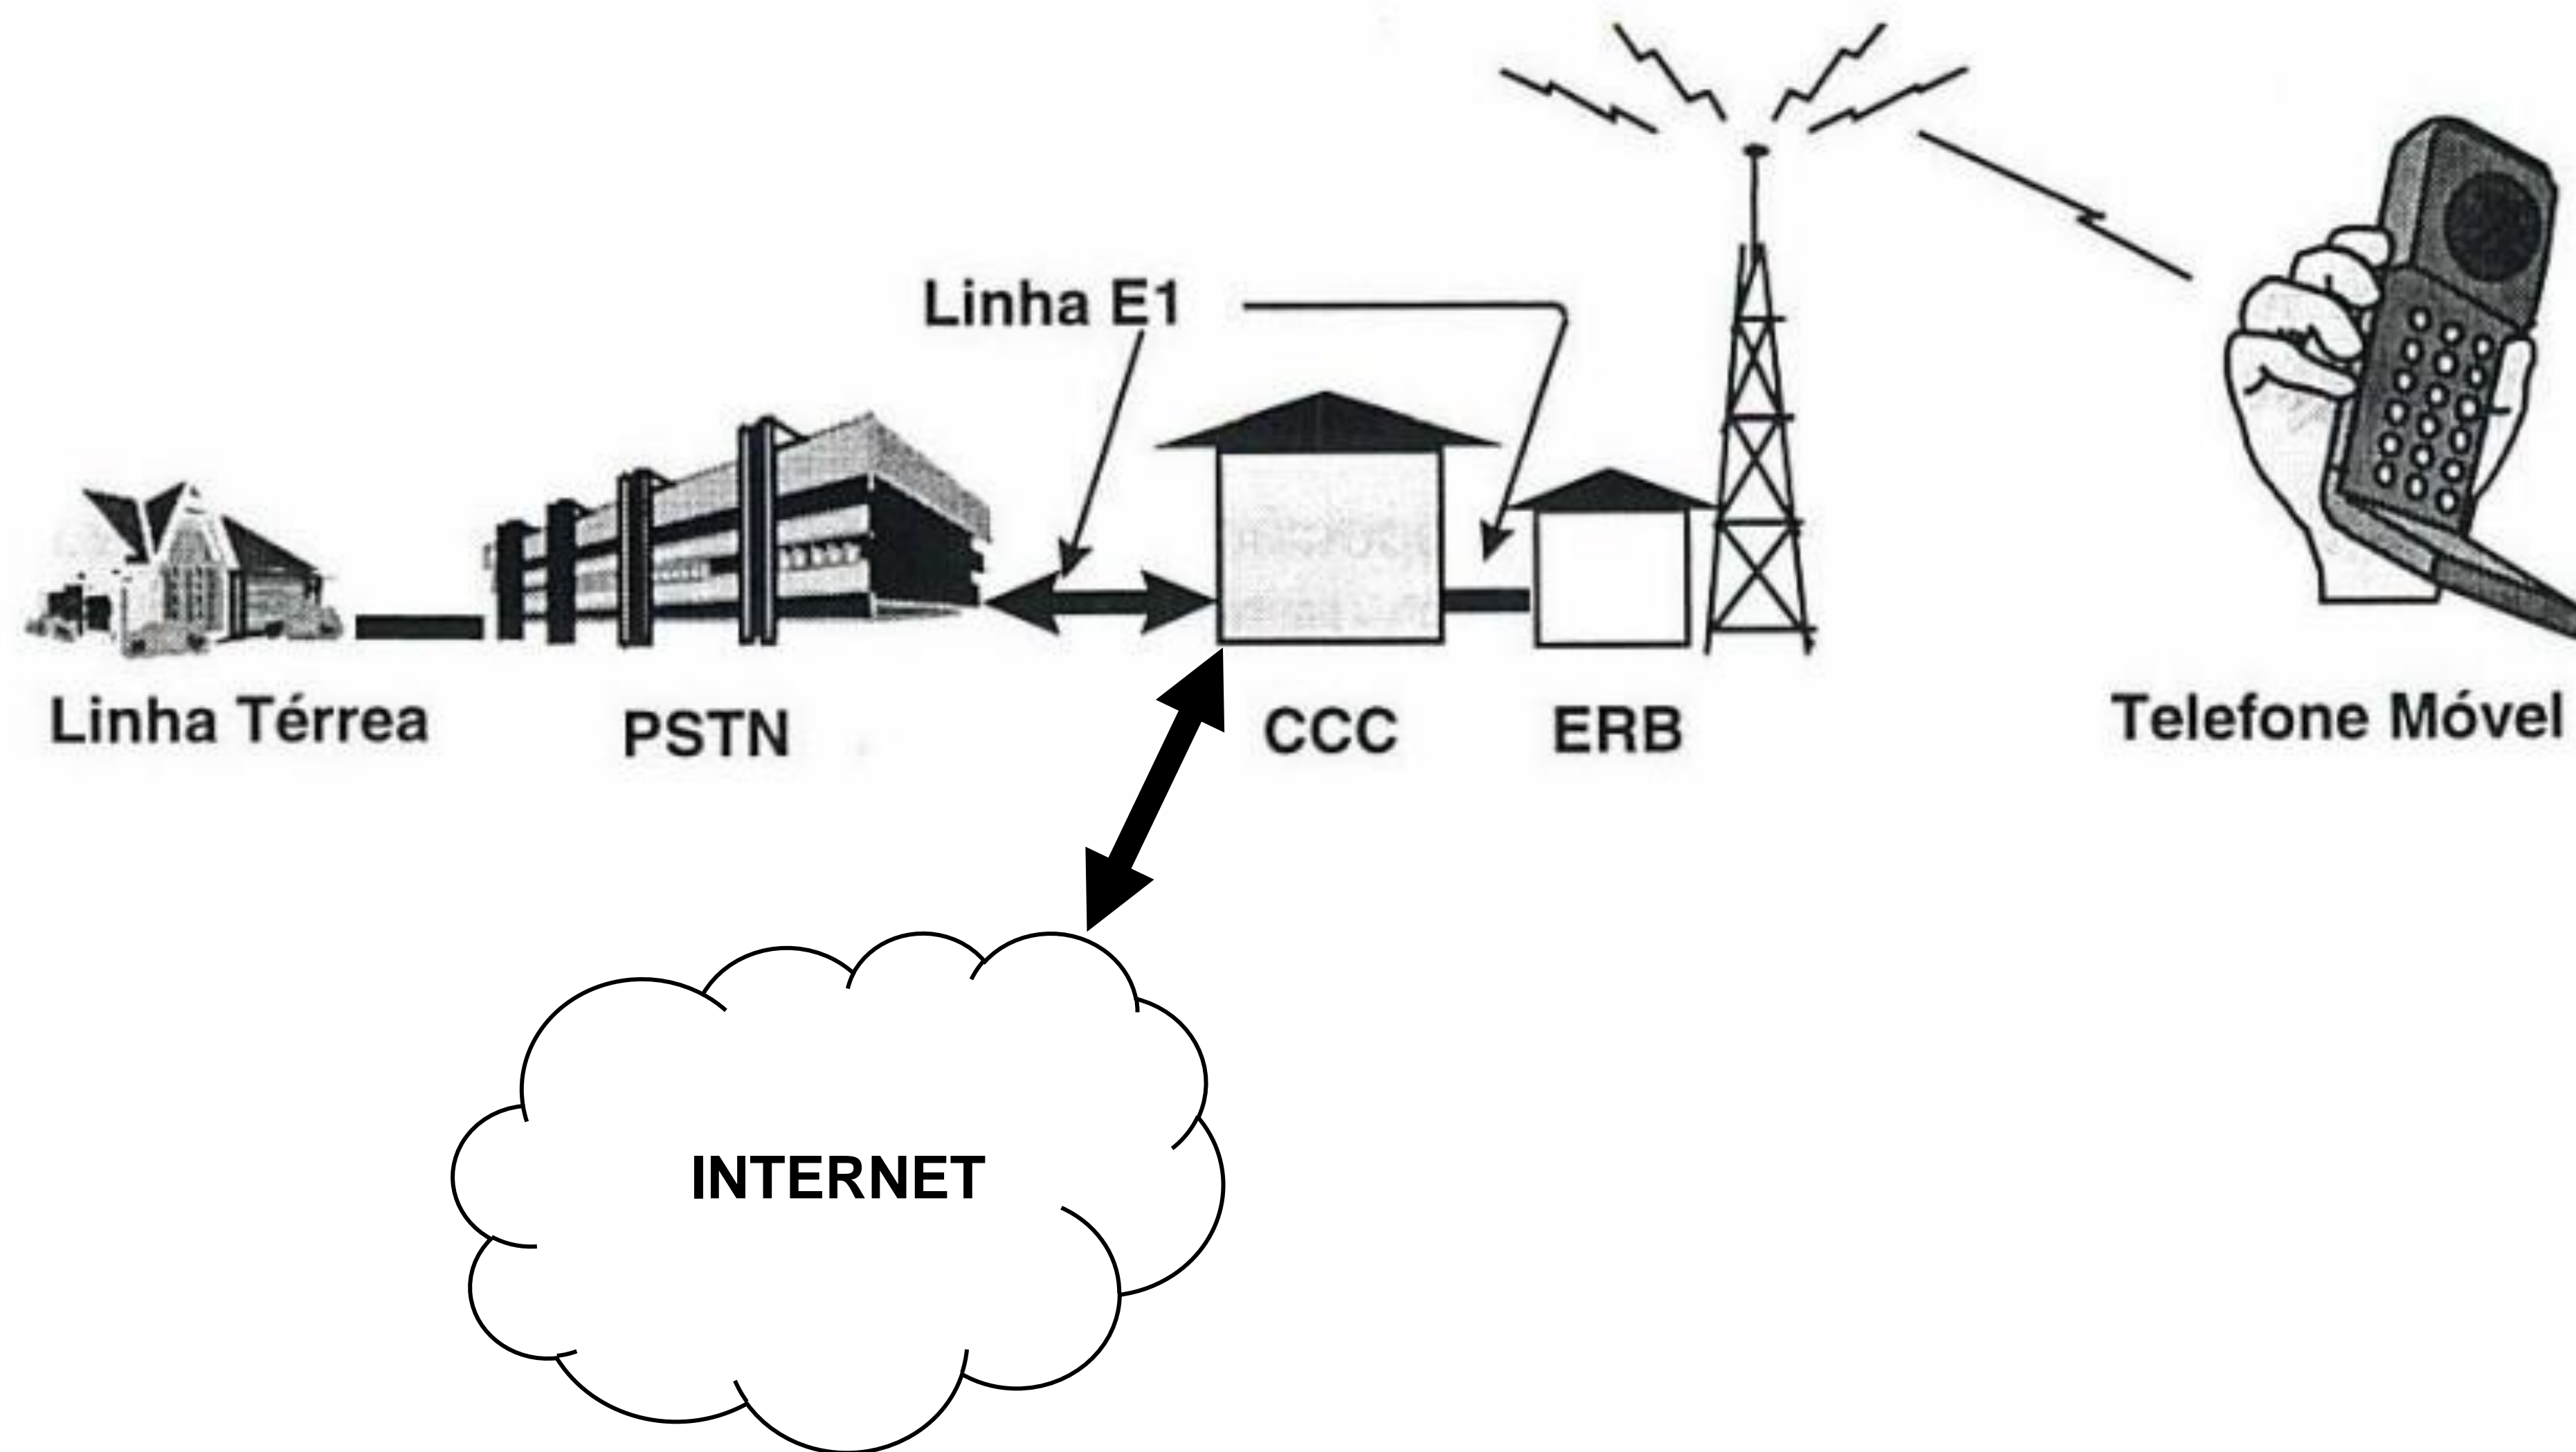 Linha E1
Linha Térrea
PSTN
CCC
ERB
Telefone Móvel
INTERNET